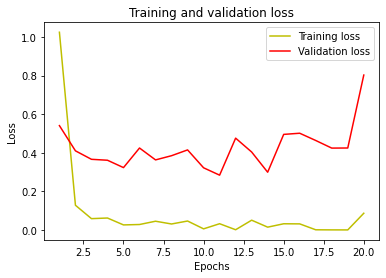 Training and validation loss
Training loss
Validation loss
Loss
1.0
0.8
0.6
0.4
0.2
0.0
2.5 5.0 7.5 10.0 12.5 15.0 17.5 20.0
Epochs